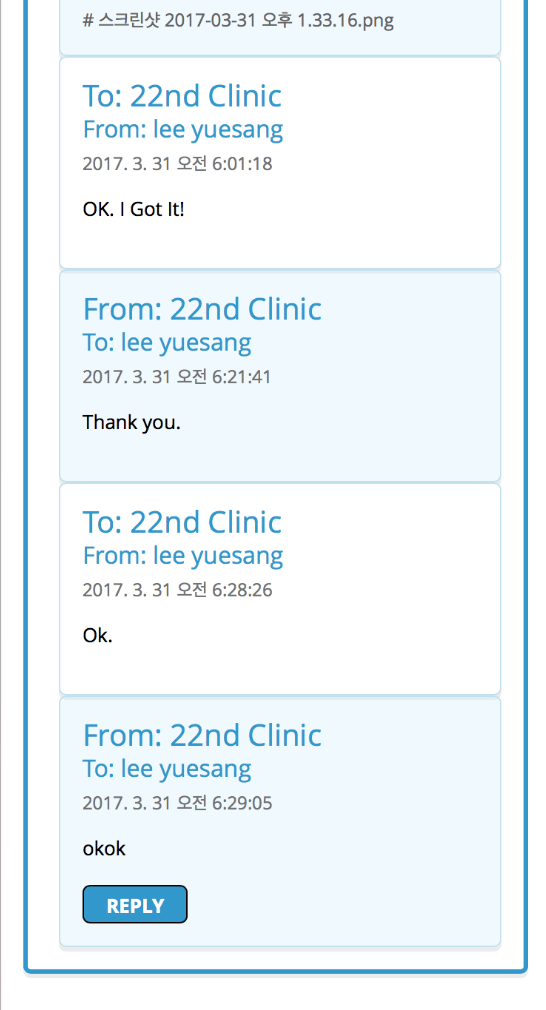 # 스크린샷 2017-03-31 오후 1.33.16.png
To: 22nd Clinic
From: lee yuesang
2017. 3. 31 오전 6:01:18
OK. I Got It!
From: 22nd Clinic
To: lee yuesang
2017. 3. 31 오전 6:21:41
Thank you.
To: 22nd Clinic
From: lee yuesang
2017. 3. 31 오전 6:28:26
Ok.
From: 22nd Clinic
To: lee yuesang
2017. 3. 31 오전 6:29:05
okok
REPLY